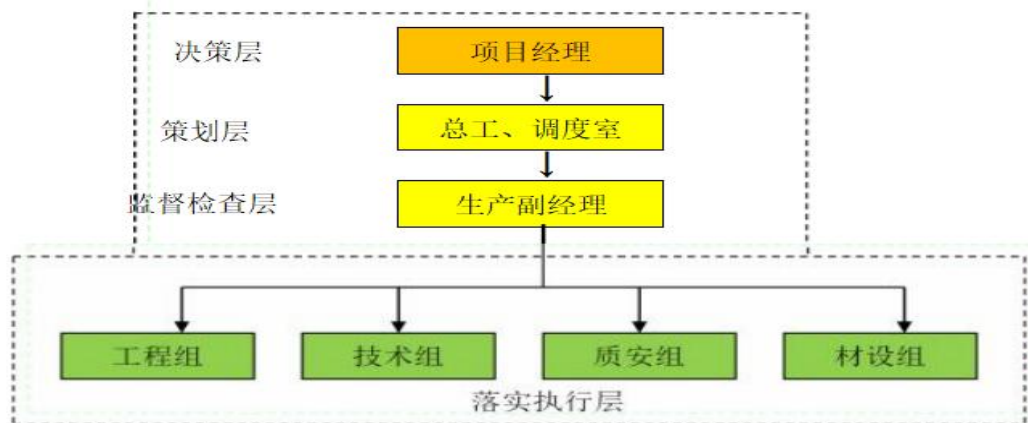 决策层 项目经理
策划层 总工、调度室
监督检查层 生产副经理
工程组 技术组 质安组 材设组
落实执行层